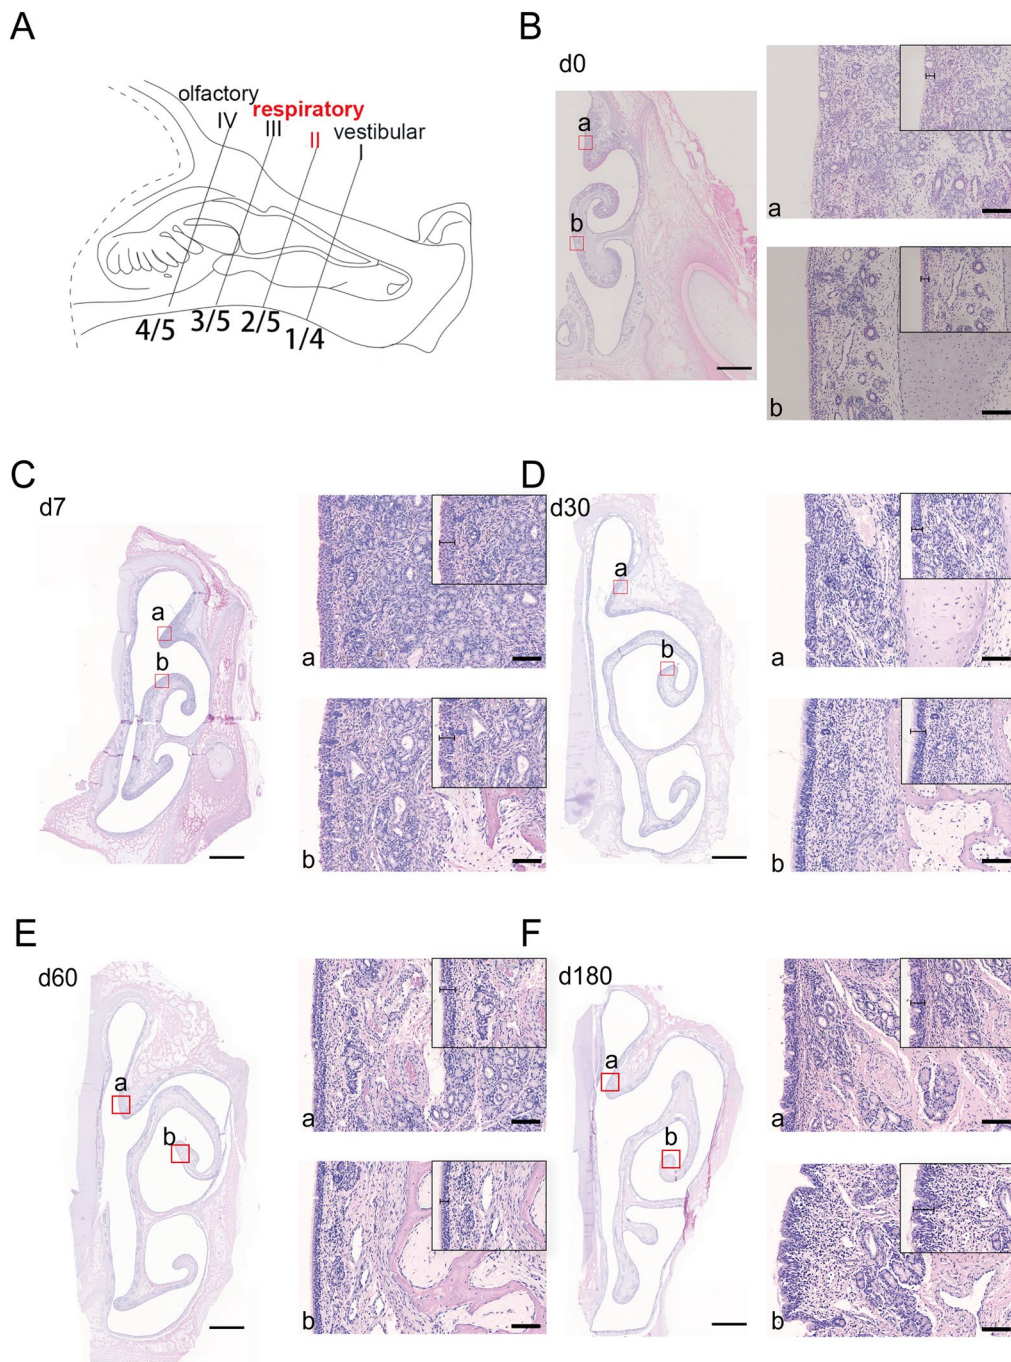 A
olfactory
IV
respiratory
III
II
vestibular
I
4/5
3/5
2/5
1/4
B
d0
a
b
a
b
C
d7
a
b
a
b
D
d30
a
b
a
b
E
d60
a
b
a
b
F
d180
a
b
a
b